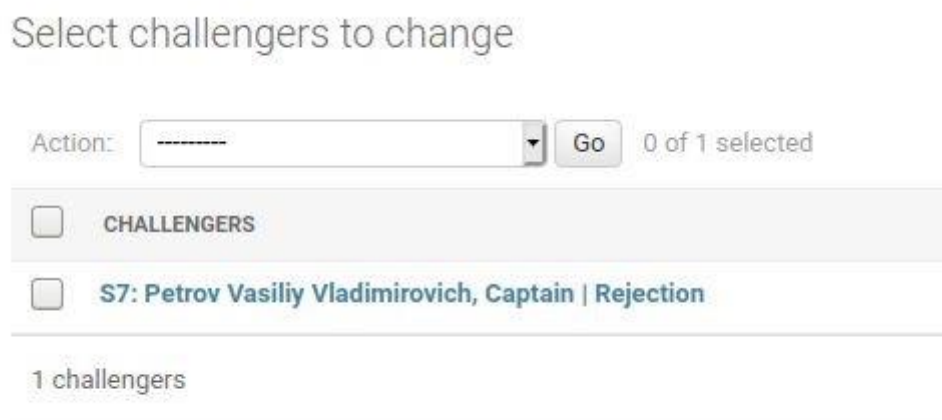 Select challengers to change
Action: --------- Go 0 of 1 selected
CHALLENGERS
S7: Petrov Vasiliy Vladimirovich, Captain | Rejection
1 challengers